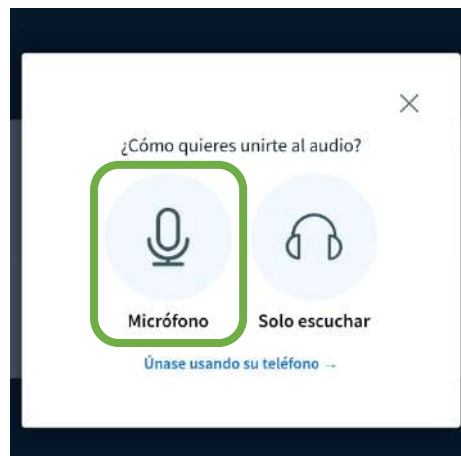 ¿Cómo quieres unirte al audio?
Micrófono
Solo escuchar
Únase usando su teléfono →